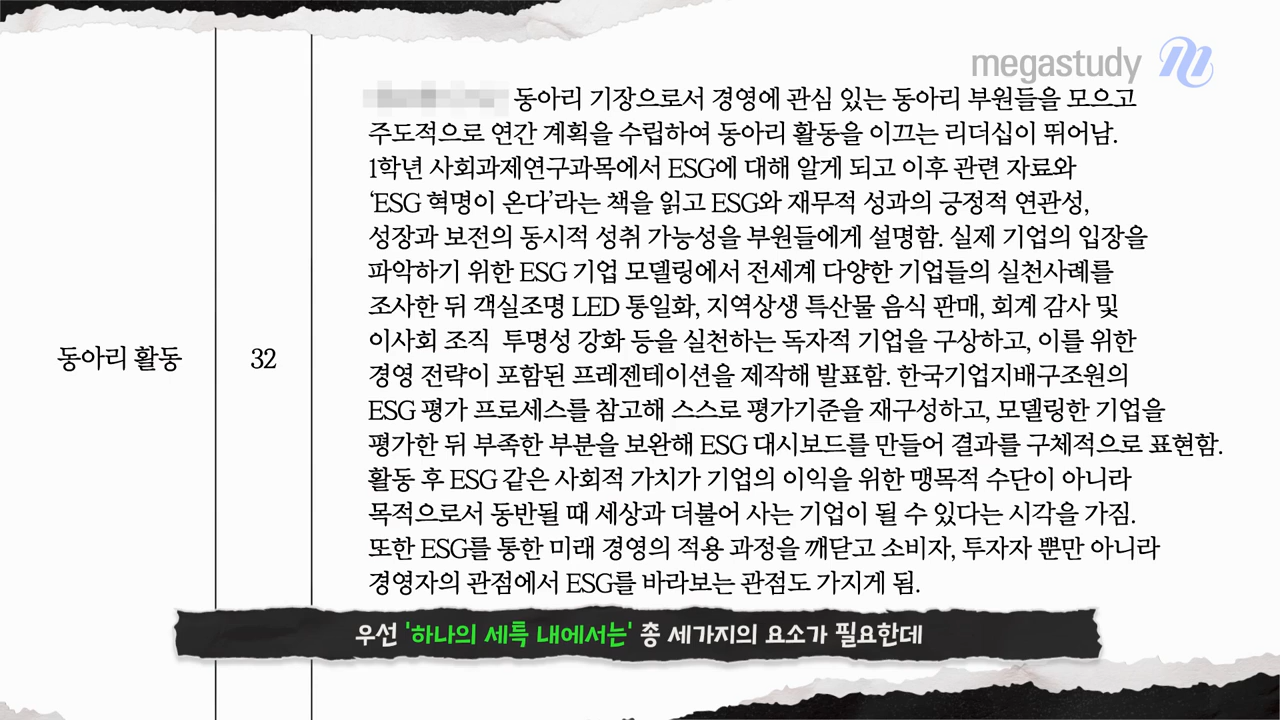 megastudy
동아리 기장으로서 경영에 관심 있는 동아리 부원들을 모으고
주도적으로 연간 계획을 수립하여 동아리 활동을 이끄는 리더십이 뛰어남.
1학년 사회과제연구과목에서 ESG에 대해 알게 되고 이후 관련 자료와
‘ESG 혁명이 온다’라는 책을 읽고 ESG와 재무적 성과의 긍정적 연관성,
성장과 보전의 동시적 성취 가능성을 부원들에게 설명함. 실제 기업의 입장을
파악하기 위한 ESG 기업 모델링에서 전세계 다양한 기업들의 실천사례를
조사한 뒤 객실조명 LED 통일화, 지역상생 특산물 음식 판매, 회계 감사 및
이사회 조직 투명성 강화 등을 실천하는 독자적 기업을 구상하고, 이를 위한
동아리 활동 32
경영 전략이 포함된 프레젠테이션을 제작해 발표함. 한국기업지배구조원의
ESG 평가 프로세스를 참고해 스스로 평가기준을 재구성하고, 모델링한 기업을
평가한 뒤 부족한 부분을 보완해 ESG 대시보드를 만들어 결과를 구체적으로 표현함.
활동 후 ESG 같은 사회적 가치가 기업의 이익을 위한 맹목적 수단이 아니라
목적으로서 동반될 때 세상과 더불어 사는 기업이 될 수 있다는 시각을 가짐.
또한 ESG를 통한 미래 경영의 적용 과정을 깨닫고 소비자, 투자자 뿐만 아니라
경영자의 관점에서 ESG를 바라보는 관점도 가지게 됨.
우선 '하나의 세특 내에서는' 총 세가지의 요소가 필요한데